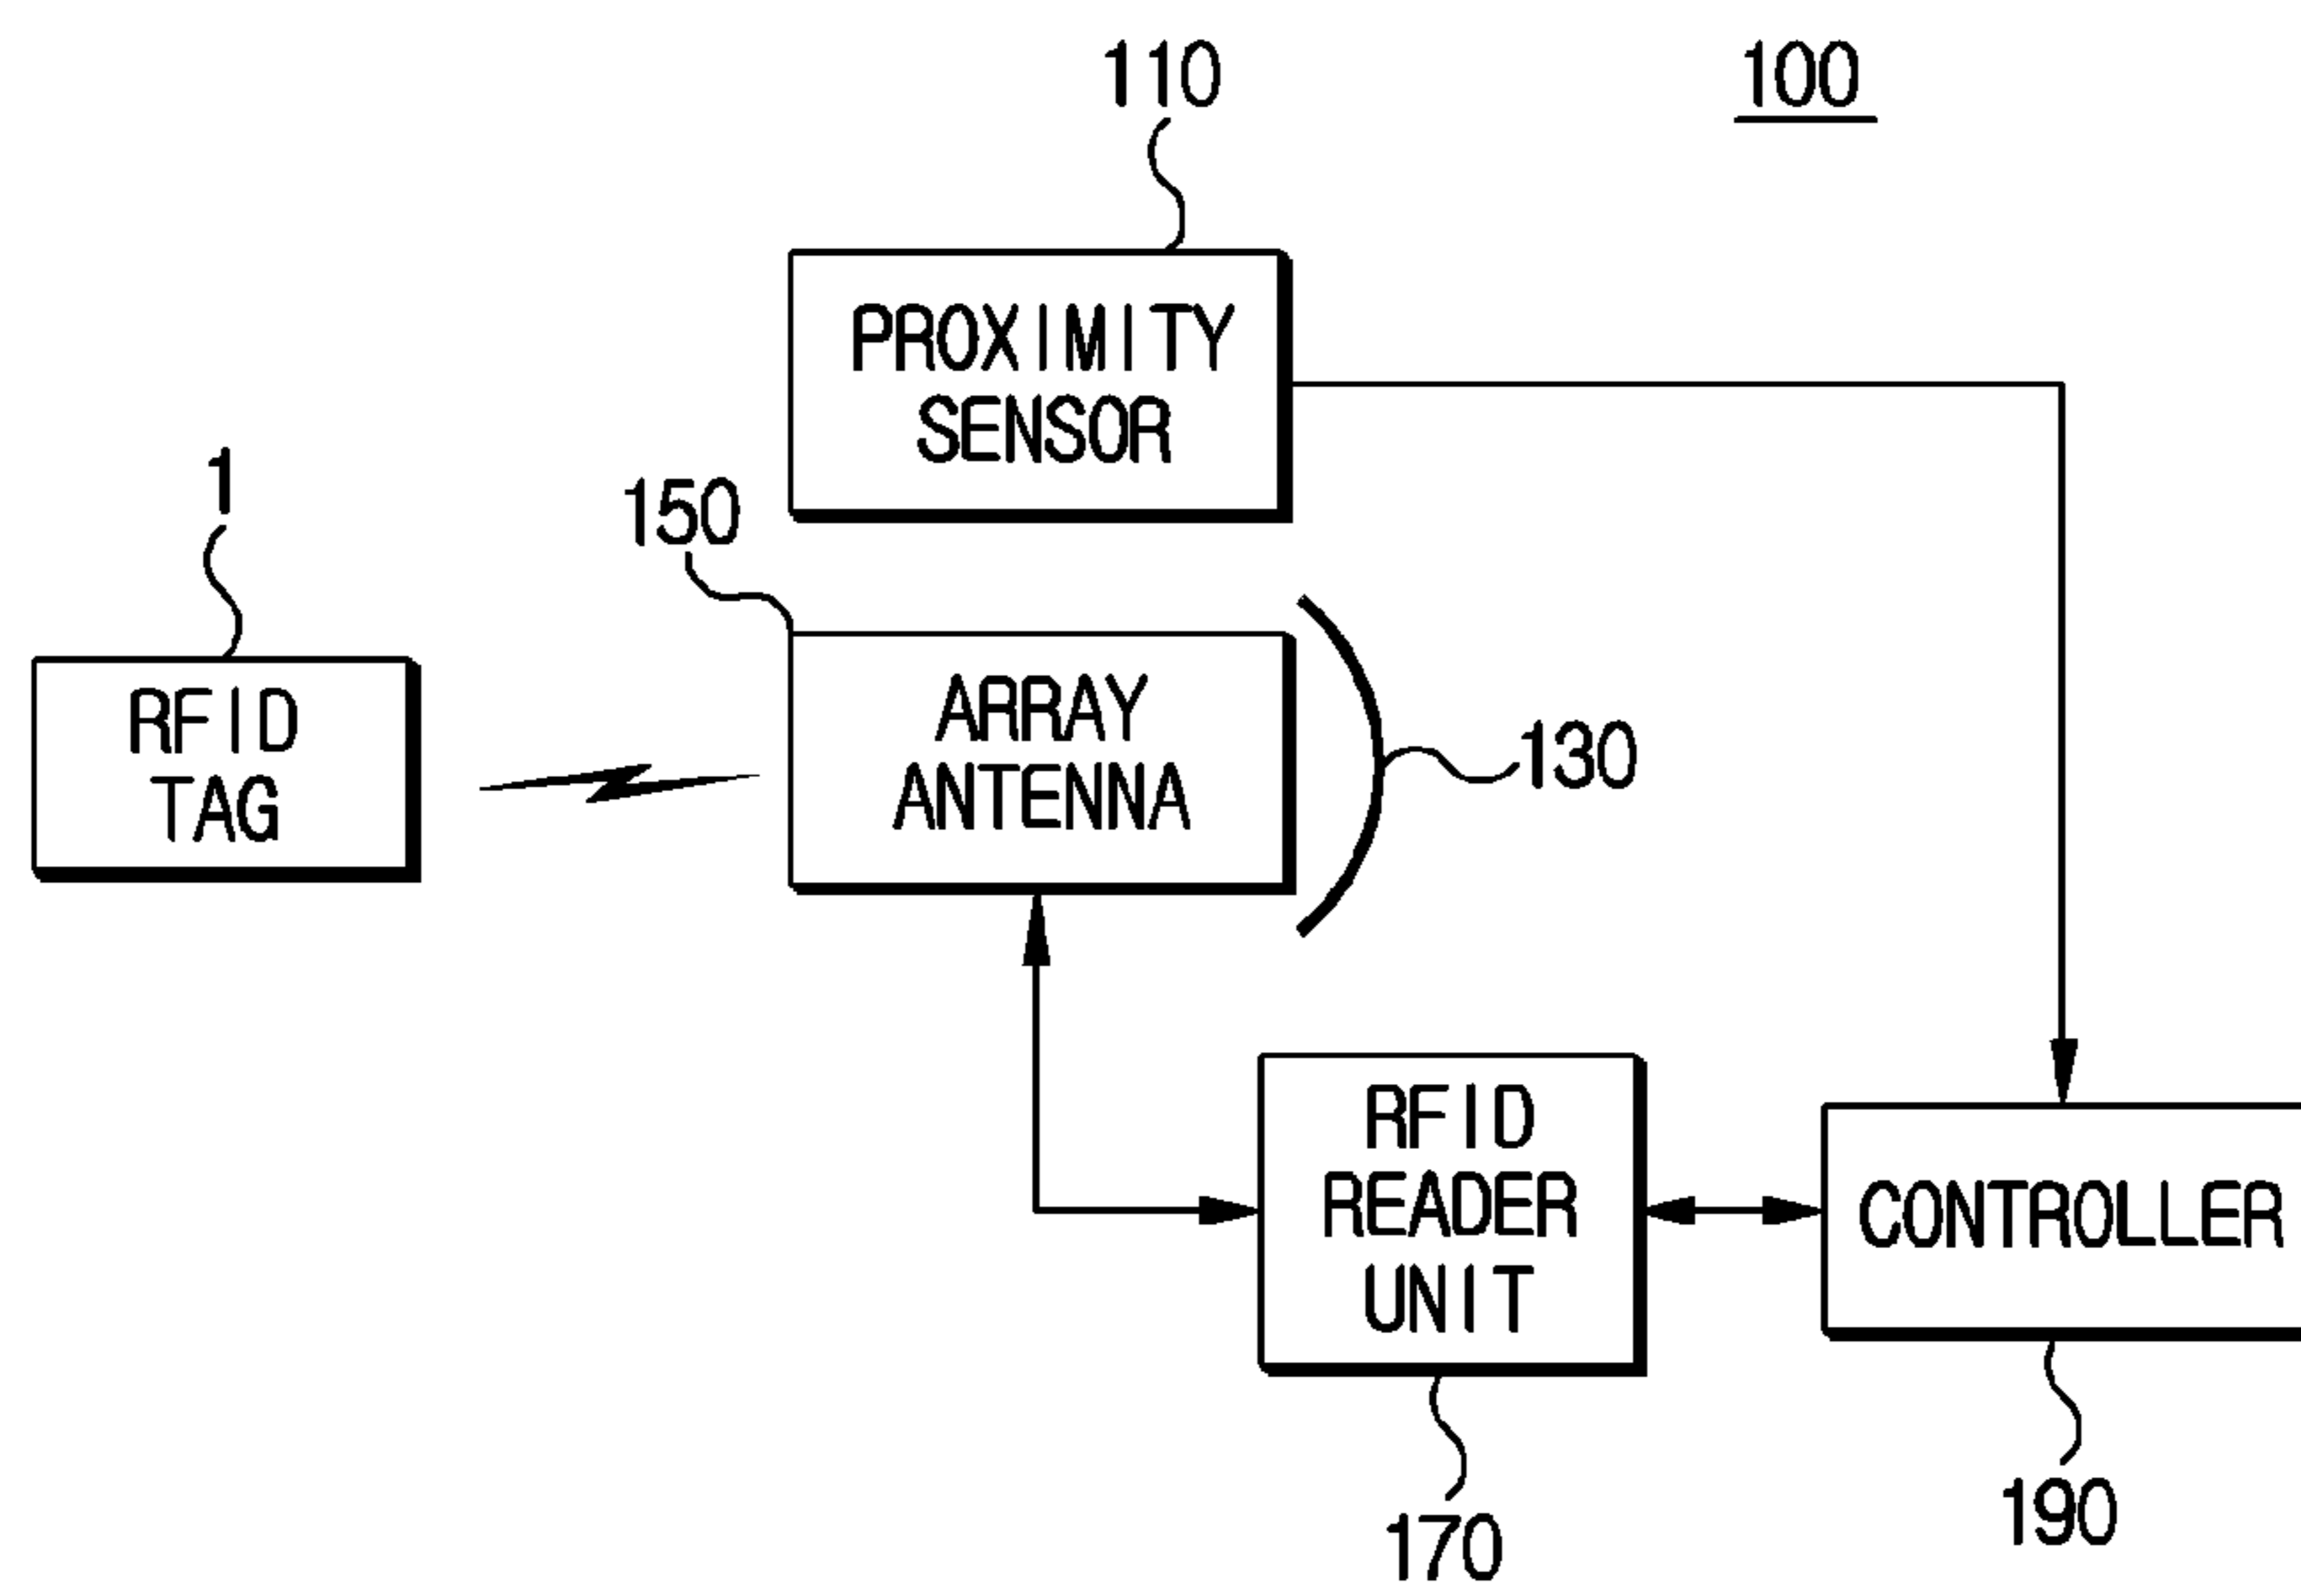 110
100
PROXIMITY
SENSOR
1
150
RFID
TAG
ARRAY
ANTENNA
130
RFID
READER
UNIT
CONTROLLER
170
190